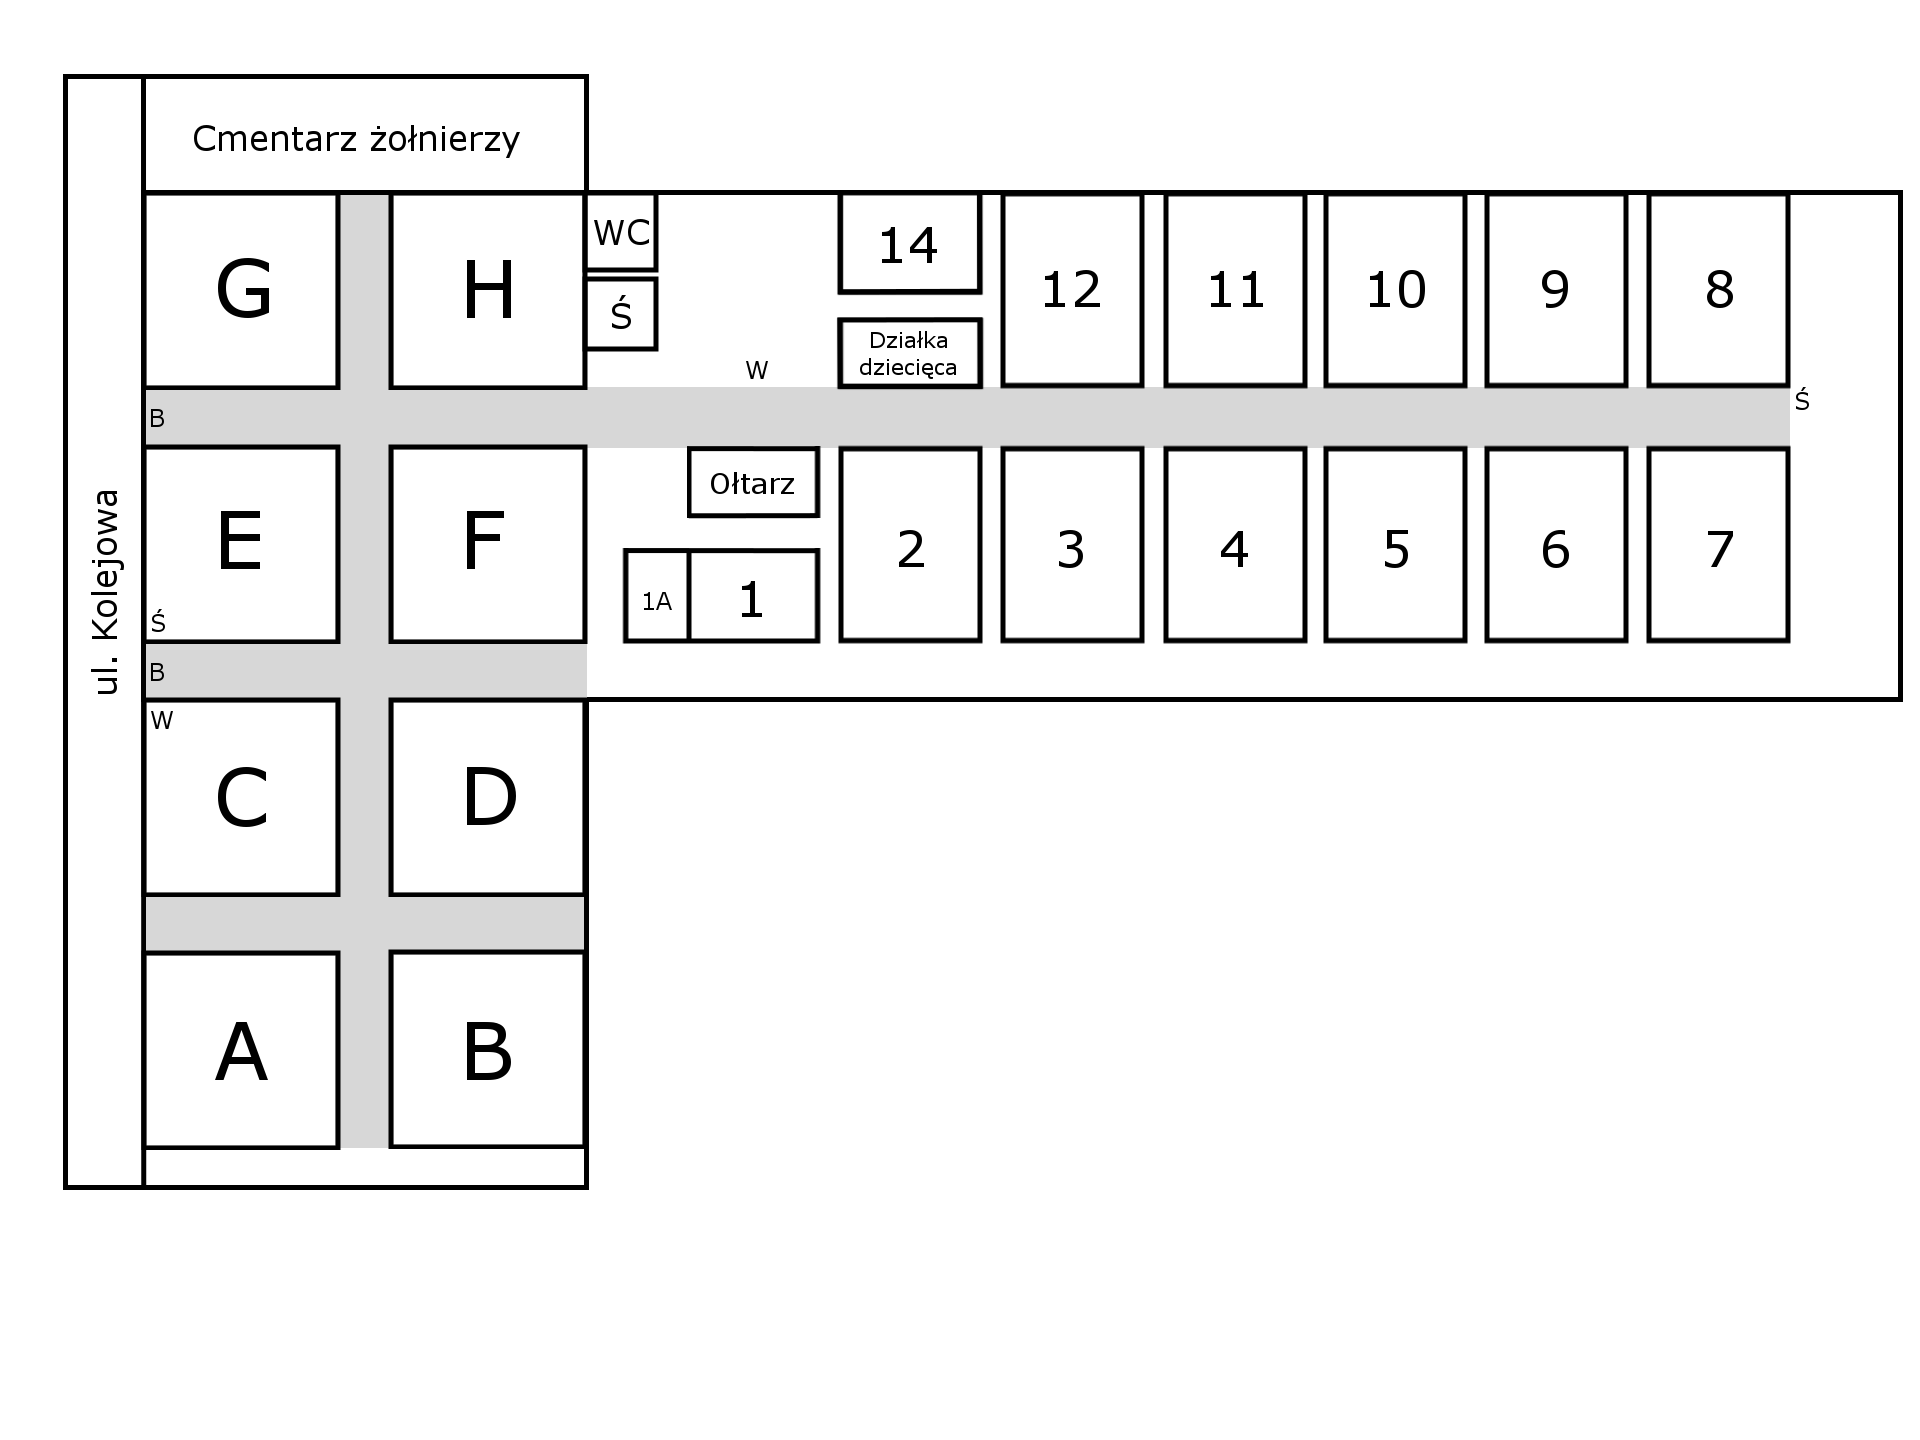 Cmentarz żołnierzy
G
H
WC
Ś
W
14
Działka
dziecięca
12
11
10
9
8
Ś
B
ul. Kolejowa
E
Ś
F
Ołtarz
1A
1
2
3
4
5
6
7
B
W
C
D
A
B